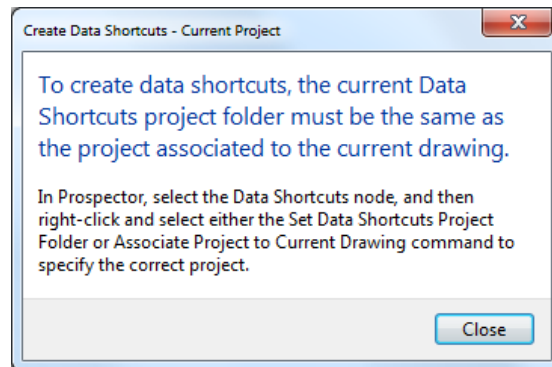 Create Data Shortcuts - Current Project
To create data shortcuts, the current Data
Shortcuts project folder must be the same as
the project associated to the current drawing.
In Prospector, select the Data Shortcuts node, and then
right-click and select either the Set Data Shortcuts Project
Folder or Associate Project to Current Drawing command to
specify the correct project.
Close